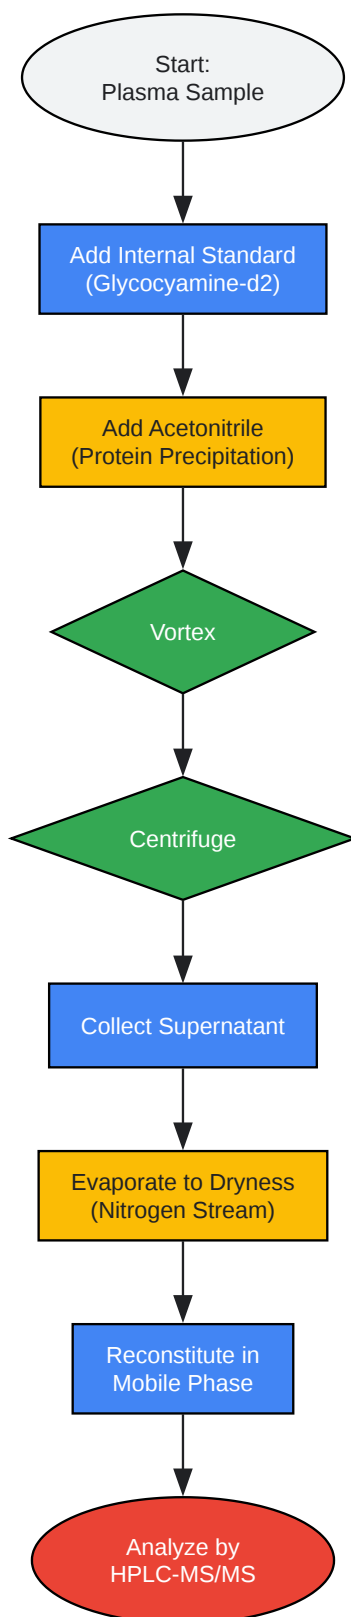 Start:
Plasma Sample
Add Internal Standard
(Glycocyamine-d2)
Add Acetonitrile
(Protein Precipitation)
Vortex
Centrifuge
Collect Supernatant
Evaporate to Dryness
(Nitrogen Stream)
Reconstitute in
Mobile Phase
Analyze by
HPLC-MS/MS